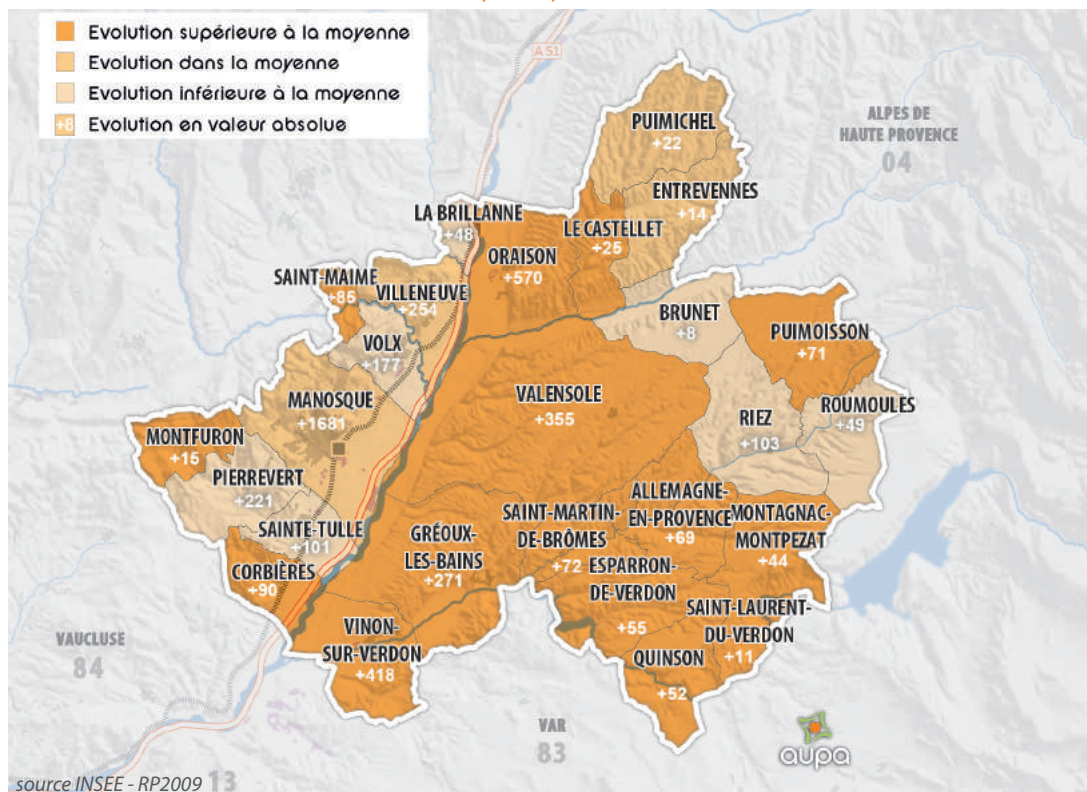 Evolution supérieure à la moyenne
Evolution dans la moyenne
Evolution inférieure à la moyenne
+8 Evolution en valeur absolue
A 51
ALPES DE
HAUTE PROVENCE
04
PUIMICHEL
+22
ENTREVENNES
+14
LA BRILLANNE
+48
LE CASTELLET
+25
ORAISON
+570
SAINT-MAIME
+85
VILLENEUVE
+254
BRUNET
+8
PUIMOISSON
+71
VOLX
+177
VALENSOLE
+355
MANOSQUE
+1681
RIEZ
+103
ROUMOULES
+49
MONTFURON
+15
PIERREVERT
+221
SAINTE-TULLE
+101
CORBIÈRES
+90
GRÉOUX-
LES-BAINS
+271
SAINT-MARTIN-
DE-BRÔMES
+72
ALLEMAGNE-
EN-PROVENCE
+69
MONTAGNAC-
MONTPEZAT
+44
ESPARRON-
DE-VERDON
+55
SAINT-LAURENT-
DU-VERDON
+11
QUINSON
+52
VINON-
SUR-VERDON
+418
VAUCLUSE
84
VAR
83
aupa
source INSEE - RP2009
13